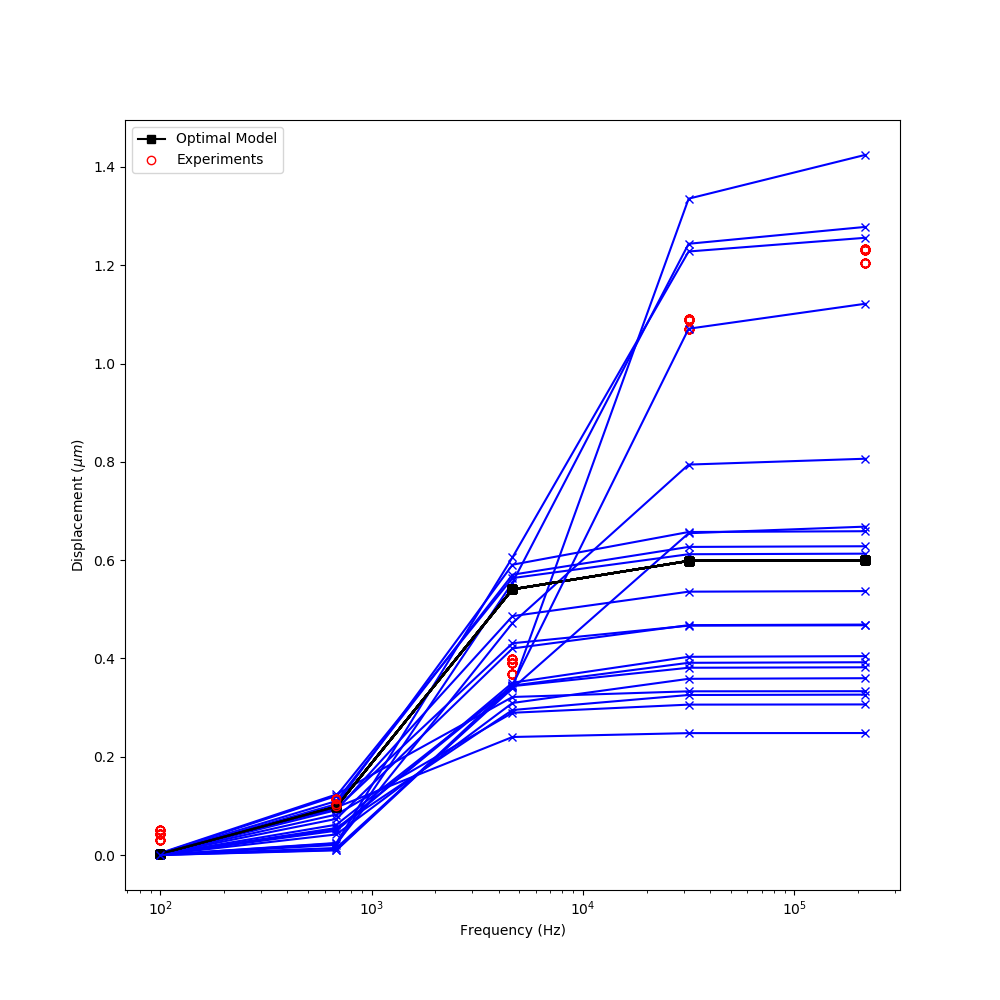 Optimal Model
Experiments
1.4
1.2
1.0
0.8
0.6
0.4
0.2
0.0
Displacement (μm)
10² 10³ 10⁴ 10⁵
Frequency (Hz)